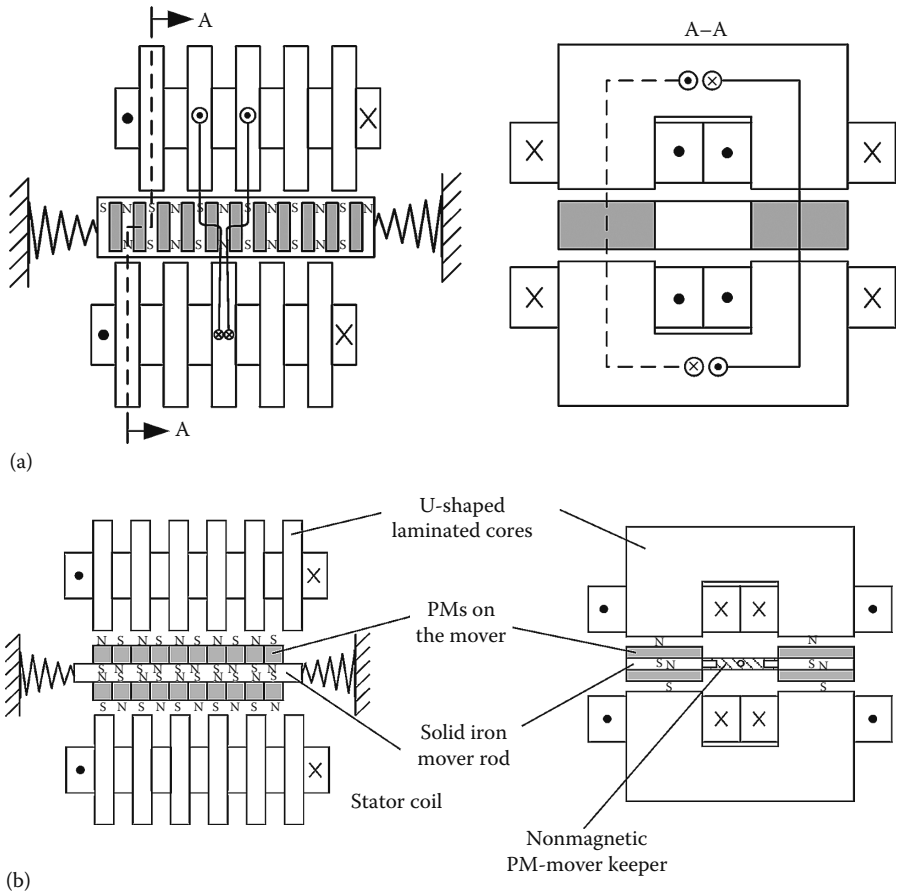 A
A–A
S N S N S N S N S N S N
N S N S N S N S N S
A
(a)
U-shaped
laminated cores
N S N S N S N S N S
S N S N S N S N S N
N S N S N S N S N S
S N S N S N S N S N
PMs on
the mover
N N
S N S N
S S
Solid iron
mover rod
Stator coil
Nonmagnetic
PM-mover keeper
(b)